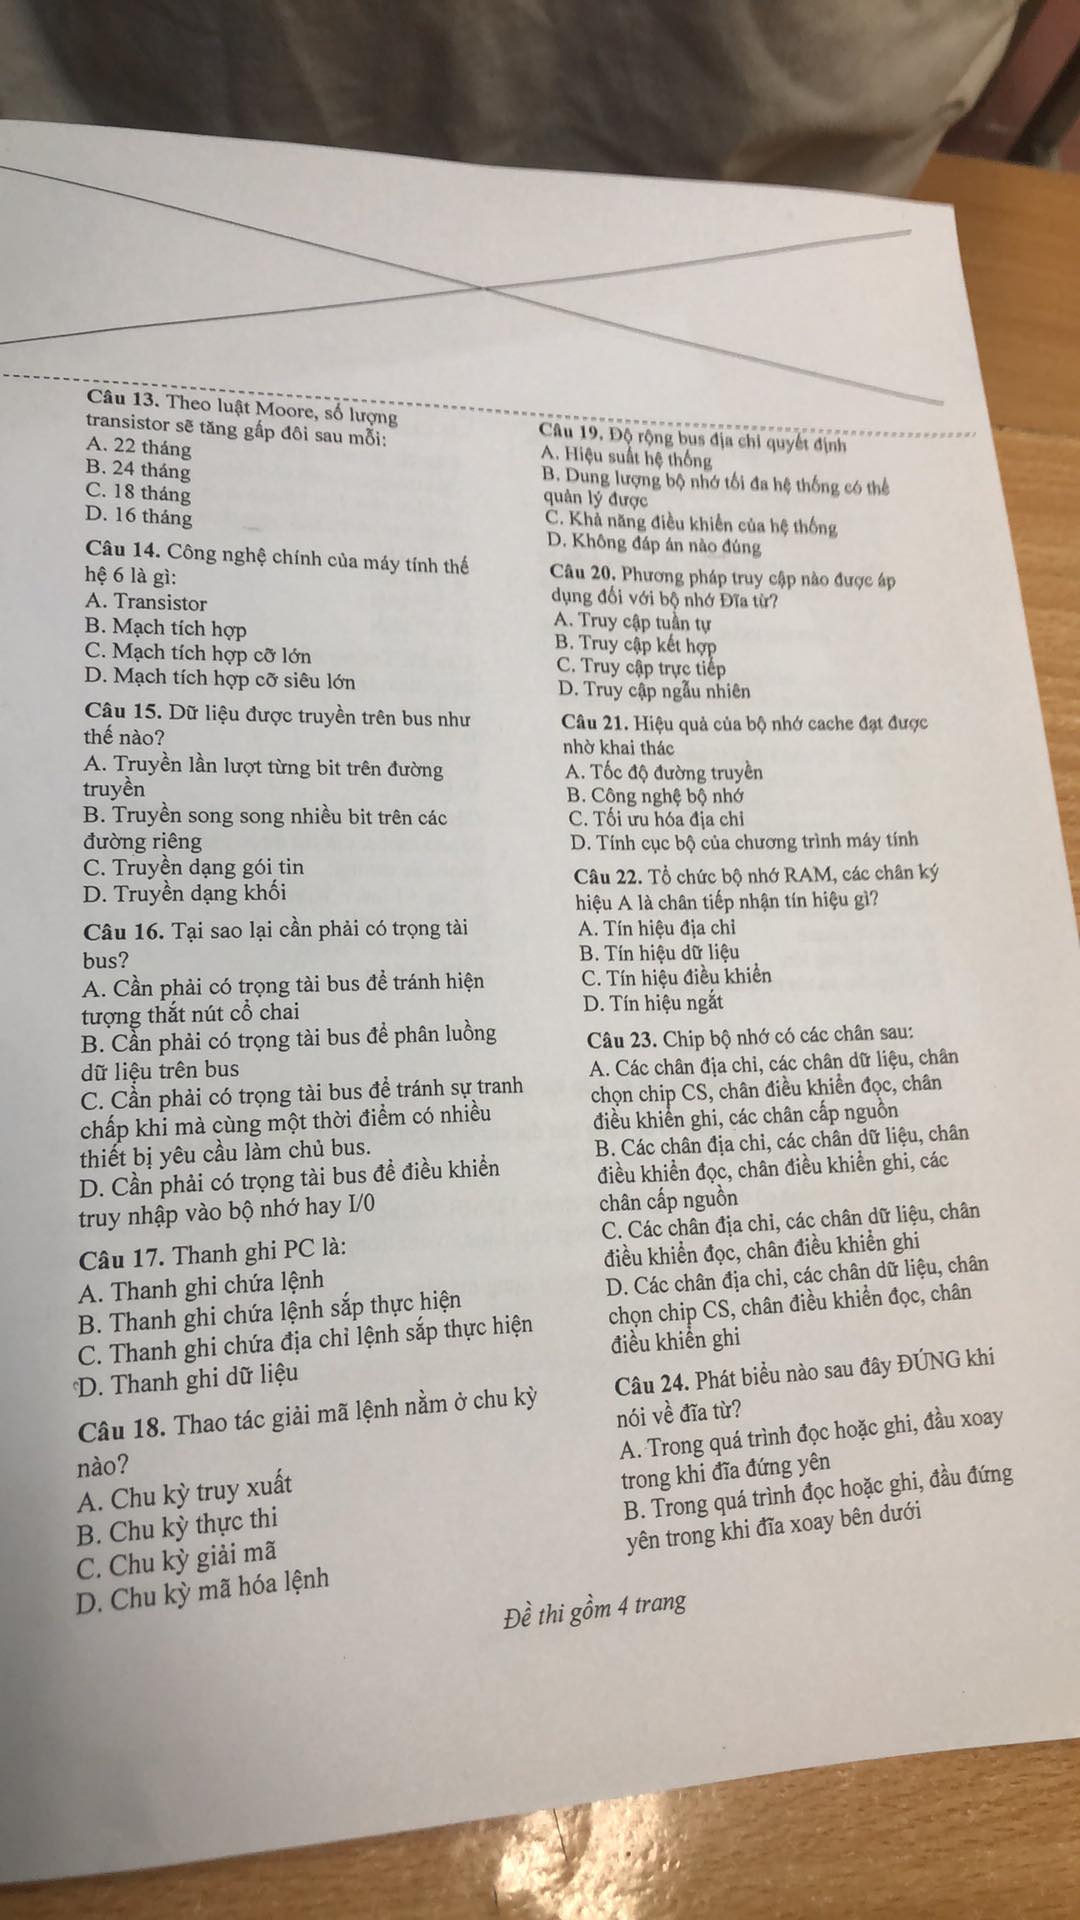 Câu 13. Theo luật Moore, số lượng
transistor sẽ tăng gấp đôi sau mỗi:
A. 22 tháng
B. 24 tháng
C. 18 tháng
D. 16 tháng
Câu 14. Công nghệ chính của máy tính thế
hệ 6 là gì:
A. Transistor
B. Mạch tích hợp
C. Mạch tích hợp cỡ lớn
D. Mạch tích hợp cỡ siêu lớn
Câu 15. Dữ liệu được truyền trên bus như
thế nào?
A. Truyền lần lượt từng bit trên đường
truyền
B. Truyền song song nhiều bit trên các
đường riêng
C. Truyền dạng gói tin
D. Truyền dạng khối
Câu 16. Tại sao lại cần phải có trọng tài
bus?
A. Cần phải có trọng tài bus để tránh hiện
tượng thắt nút cổ chai
B. Cần phải có trọng tài bus để phân luồng
dữ liệu trên bus
C. Cần phải có trọng tài bus để tránh sự tranh
chấp khi mà cùng một thời điểm có nhiều
thiết bị yêu cầu làm chủ bus.
D. Cần phải có trọng tài bus để điều khiển
truy nhập vào bộ nhớ hay I/0
Câu 17. Thanh ghi PC là:
A. Thanh ghi chứa lệnh
B. Thanh ghi chứa lệnh sắp thực hiện
C. Thanh ghi chứa địa chỉ lệnh sắp thực hiện
D. Thanh ghi dữ liệu
Câu 18. Thao tác giải mã lệnh nằm ở chu kỳ
nào?
A. Chu kỳ truy xuất
B. Chu kỳ thực thi
C. Chu kỳ giải mã
D. Chu kỳ mã hóa lệnh
Câu 19. Độ rộng bus địa chỉ quyết định
A. Hiệu suất hệ thống
B. Dung lượng bộ nhớ tối đa hệ thống có thể
quản lý được
C. Khả năng điều khiển của hệ thống
D. Không đáp án nào đúng
Câu 20. Phương pháp truy cập nào được áp
dụng đối với bộ nhớ Đĩa từ?
A. Truy cập tuần tự
B. Truy cập kết hợp
C. Truy cập trực tiếp
D. Truy cập ngẫu nhiên
Câu 21. Hiệu quả của bộ nhớ cache đạt được
nhờ khai thác
A. Tốc độ đường truyền
B. Công nghệ bộ nhớ
C. Tối ưu hóa địa chỉ
D. Tính cục bộ của chương trình máy tính
Câu 22. Tổ chức bộ nhớ RAM, các chân ký
hiệu A là chân tiếp nhận tín hiệu gì?
A. Tín hiệu địa chỉ
B. Tín hiệu dữ liệu
C. Tín hiệu điều khiển
D. Tín hiệu ngắt
Câu 23. Chip bộ nhớ có các chân sau:
A. Các chân địa chỉ, các chân dữ liệu, chân
chọn chip CS, chân điều khiển đọc, chân
điều khiển ghi, các chân cấp nguồn
B. Các chân địa chỉ, các chân dữ liệu, chân
điều khiển đọc, chân điều khiển ghi, các
chân cấp nguồn
C. Các chân địa chỉ, các chân dữ liệu, chân
điều khiển đọc, chân điều khiển ghi
D. Các chân địa chỉ, các chân dữ liệu, chân
chọn chip CS, chân điều khiển đọc, chân
điều khiển ghi
Câu 24. Phát biểu nào sau đây ĐÚNG khi
nói về đĩa từ?
A. Trong quá trình đọc hoặc ghi, đầu xoay
trong khi đĩa đứng yên
B. Trong quá trình đọc hoặc ghi, đầu đứng
yên trong khi đĩa xoay bên dưới
Đề thi gồm 4 trang